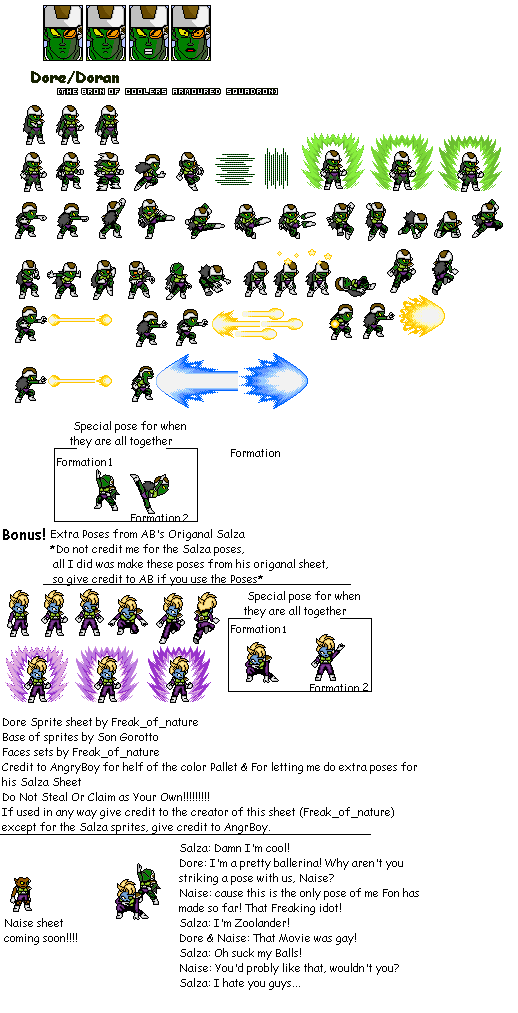 Dore/Doran
(THE BRON OF COOLERS ARMOURED SQUADRON)
Special pose for when
they are all together
Formation
Formation1
Formation 2
Bonus! Extra Poses from AB's Origanal Salza
*Do not credit me for the Salza poses,
all I did was make these poses from his origanal sheet,
so give credit to AB if you use the Poses*
Special pose for when
they are all together
Formation1
Formation 2
Dore Sprite sheet by Freak_of_nature
Base of sprites by Son Gorotto
Faces sets by Freak_of_nature
Credit to AngryBoy for helf of the color Pallet & For letting me do extra poses for
his Salza Sheet
Do Not Steal Or Claim as Your Own!!!!!!!!!
If used in any way give credit to the creator of this sheet (Freak_of_nature)
except for the Salza sprites, give credit to AngrBoy.
Salza: Damn I'm cool!
Dore: I'm a pretty ballerina! Why aren't you
striking a pose with us, Naise?
Naise: cause this is the only pose of me Fon has
made so far! That Freaking idot!
Salza: I'm Zoolander!
Dore & Naise: That Movie was gay!
Salza: Oh suck my Balls!
Naise: You'd probly like that, wouldn't you?
Salza: I hate you guys...
Naise sheet
coming soon!!!!